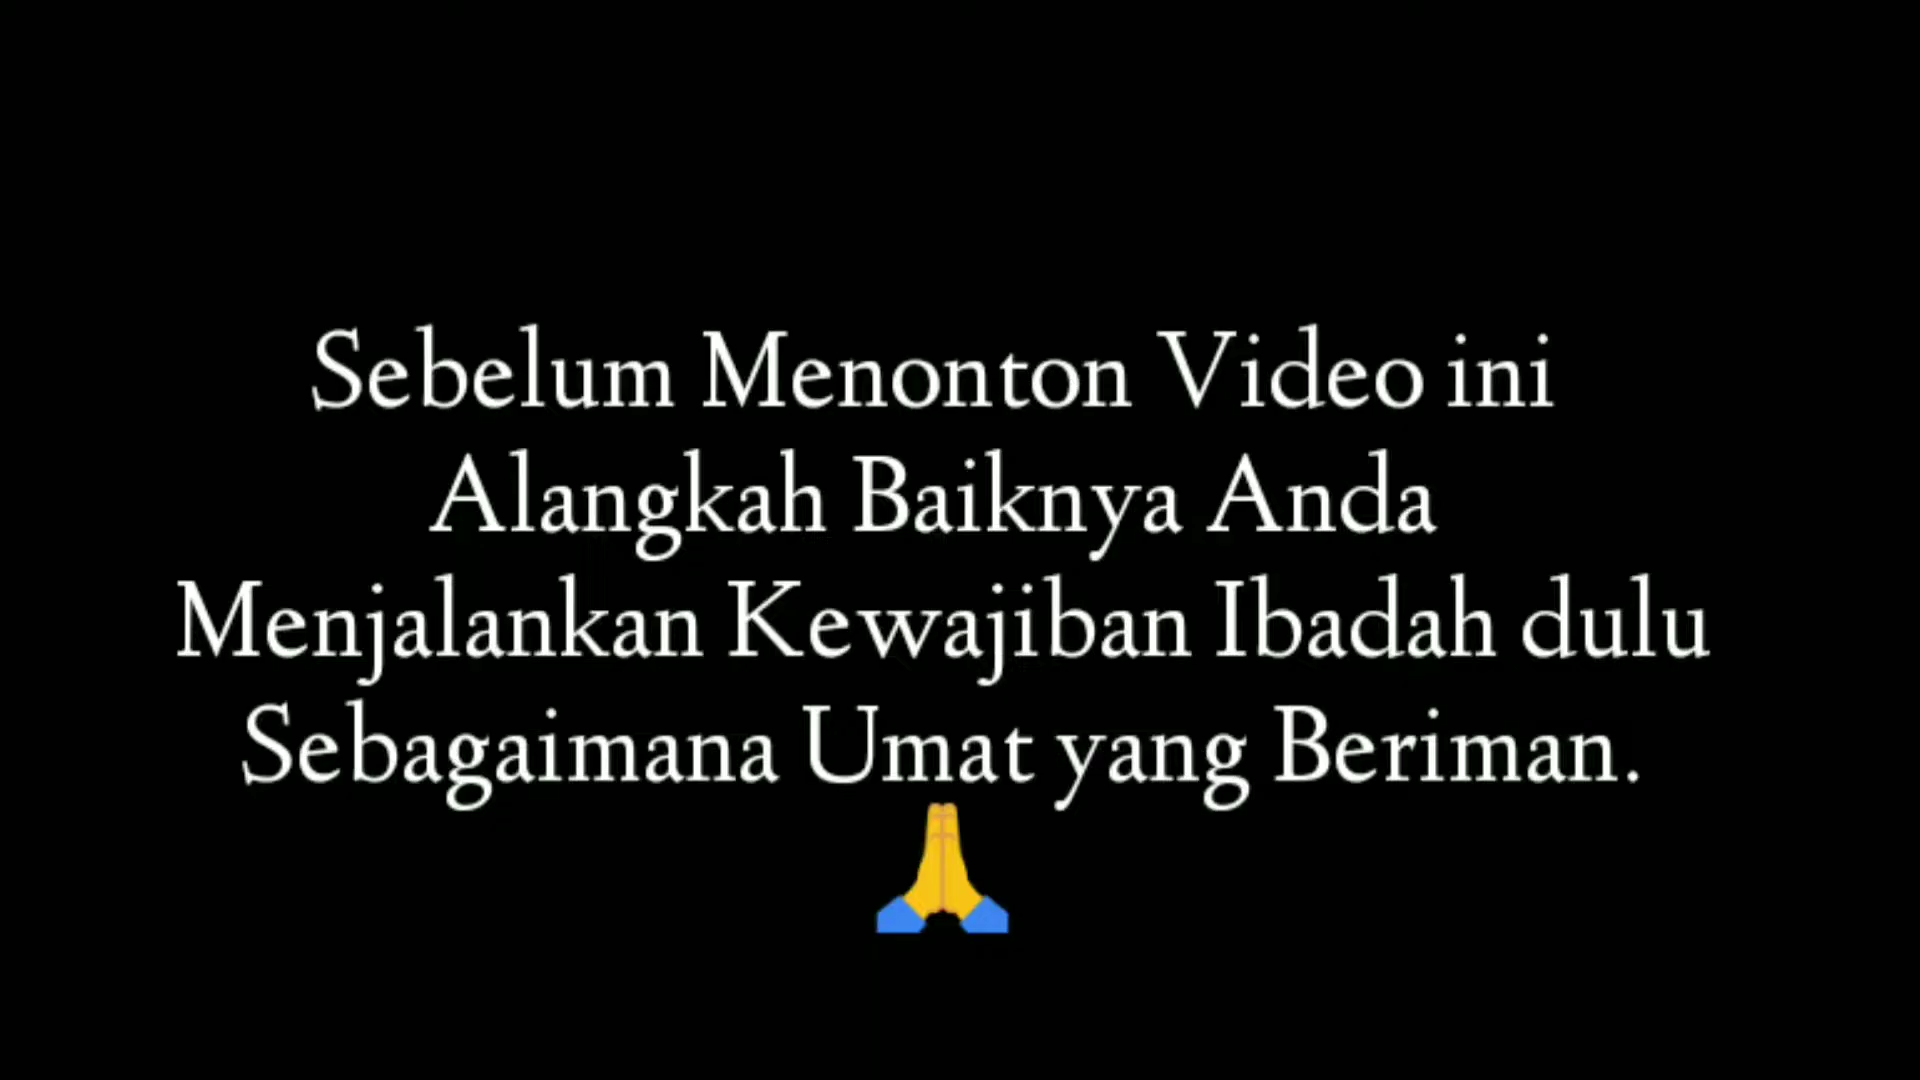 Sebelum Menonton Video ini
Alangkah Baiknya Anda
Menjalankan Kewajiban Ibadah dulu
Sebagaimana Umat yang Beriman.
🙏